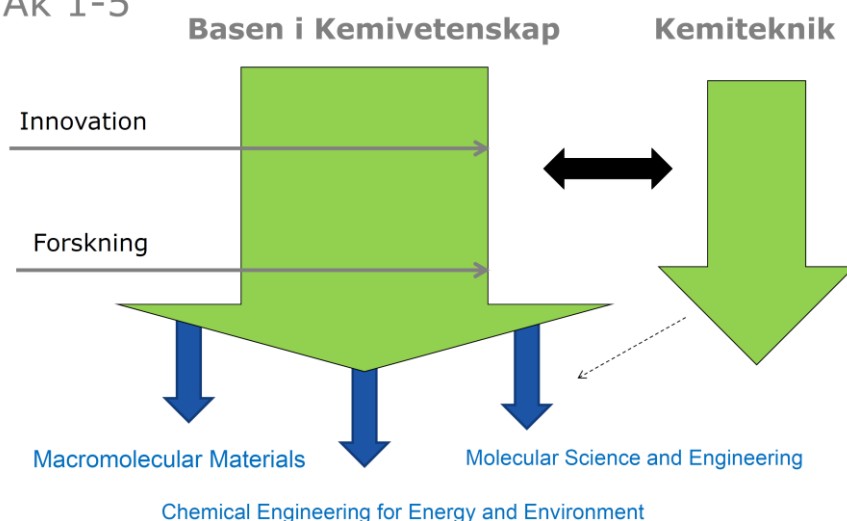 Åk 1-5
Basen i Kemivetenskap
Kemiteknik
Innovation
Forskning
Macromolecular Materials
Molecular Science and Engineering
Chemical Engineering for Energy and Environment